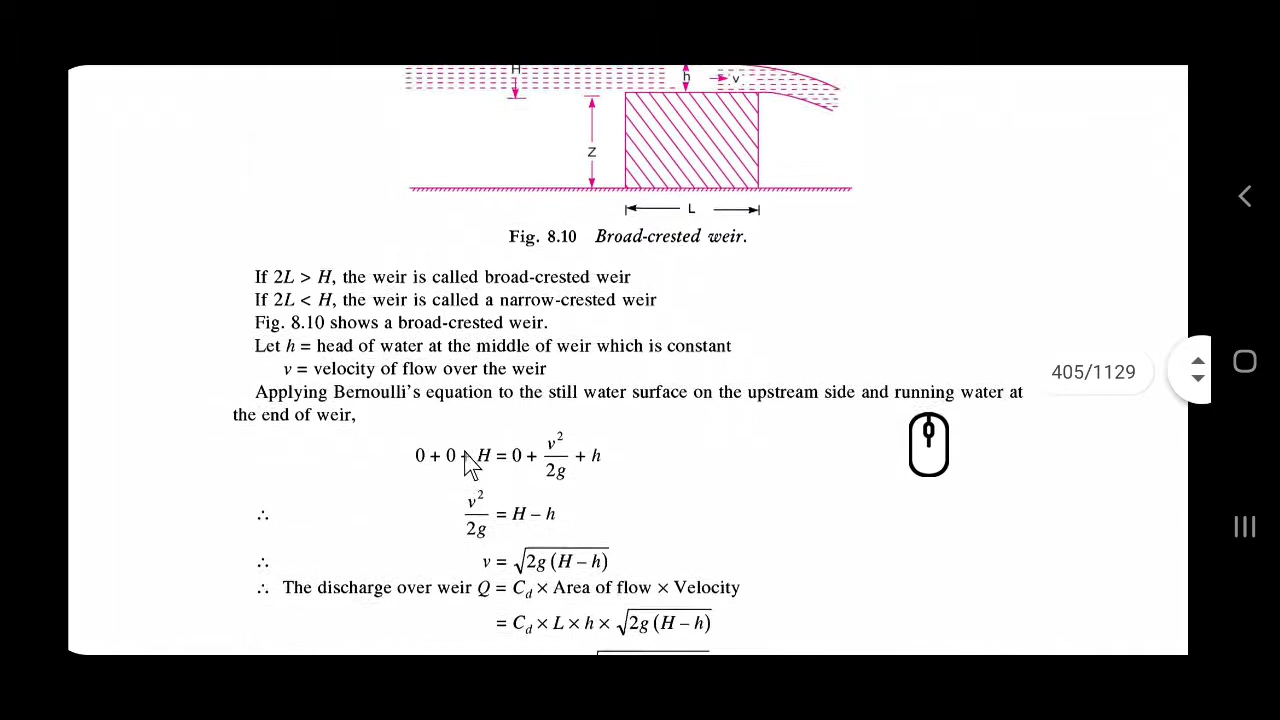 H
h
v
Z
L
Fig. 8.10 Broad-crested weir.
If 2L > H, the weir is called broad-crested weir
If 2L < H, the weir is called a narrow-crested weir
Fig. 8.10 shows a broad-crested weir.
Let h = head of water at the middle of weir which is constant
v = velocity of flow over the weir
Applying Bernoulli's equation to the still water surface on the upstream side and running water at
the end of weir,
0 + 0 + H = 0 + v²/2g + h
∴ v²/2g = H – h
∴ v = √(2g (H – h))
∴ The discharge over weir Q = C_d × Area of flow × Velocity
= C_d × L × h × √(2g (H – h))
405/1129